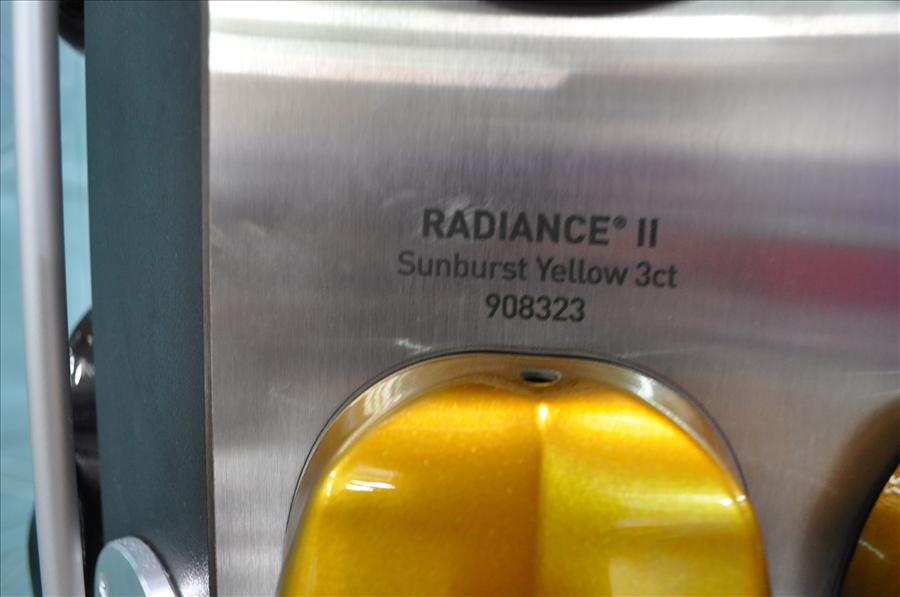 RADIANCE® II
Sunburst Yellow 3ct
908323